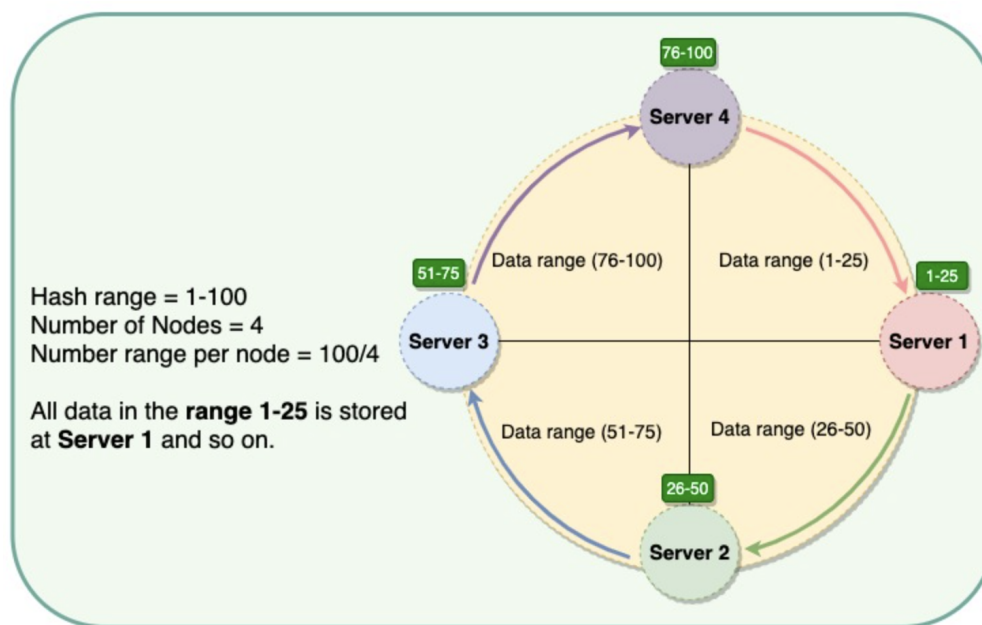 76-100
Server 4
Data range (76-100)
Data range (1-25)
51-75
1-25
Hash range = 1-100
Number of Nodes = 4
Number range per node = 100/4
Server 3
Server 1
All data in the range 1-25 is stored
at Server 1 and so on.
Data range (51-75)
Data range (26-50)
26-50
Server 2